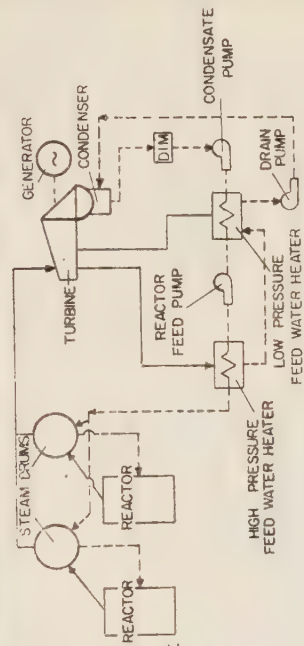 GENERATOR
CONDENSER
CONDENSATE
PUMP
DIM
TURBINE
DRAIN
PUMP
REACTOR
FEED PUMP
LOW PRESSURE
FEED WATER HEATER
HIGH PRESSURE
FEED WATER HEATER
STEAM DRUMS
REACTOR
REACTOR